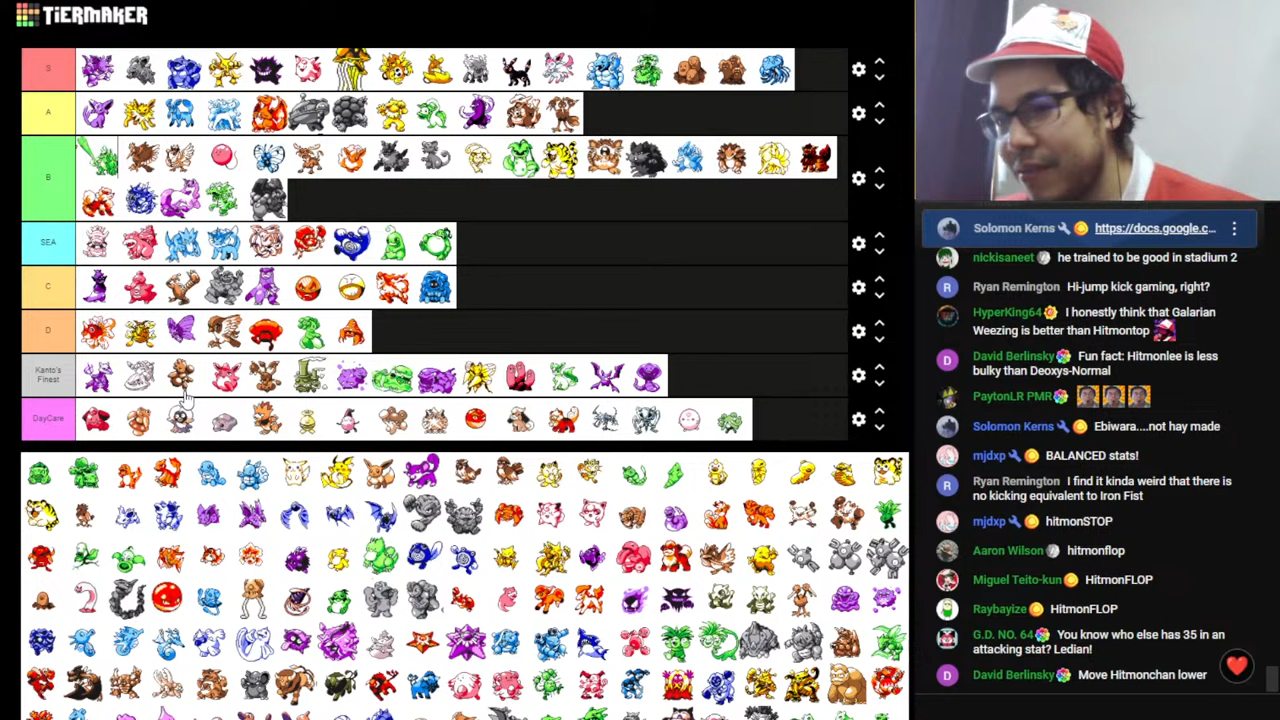 TiERMAKER
S
A
B
SEA
C
D
Kanto's
Finest
DayCare
Solomon Kerns https://docs.google.c...
nickisaneet he trained to be good in stadium 2
Ryan Remington Hi-jump kick gaming, right?
HyperKing64 I honestly think that Galarian
Weezing is better than Hitmontop
David Berlinsky Fun fact: Hitmonlee is less
bulky than Deoxys-Normal
PaytonLR PMR
Solomon Kerns Ebiwara....not hay made
mjdxp BALANCED stats!
Ryan Remington I find it kinda weird that there is
no kicking equivalent to Iron Fist
mjdxp hitmonSTOP
Aaron Wilson hitmonflop
Miguel Teito-kun HitmonFLOP
Raybayize HitmonFLOP
G.D. NO. 64 You know who else has 35 in an
attacking stat? Ledian!
David Berlinsky Move Hitmonchan lower